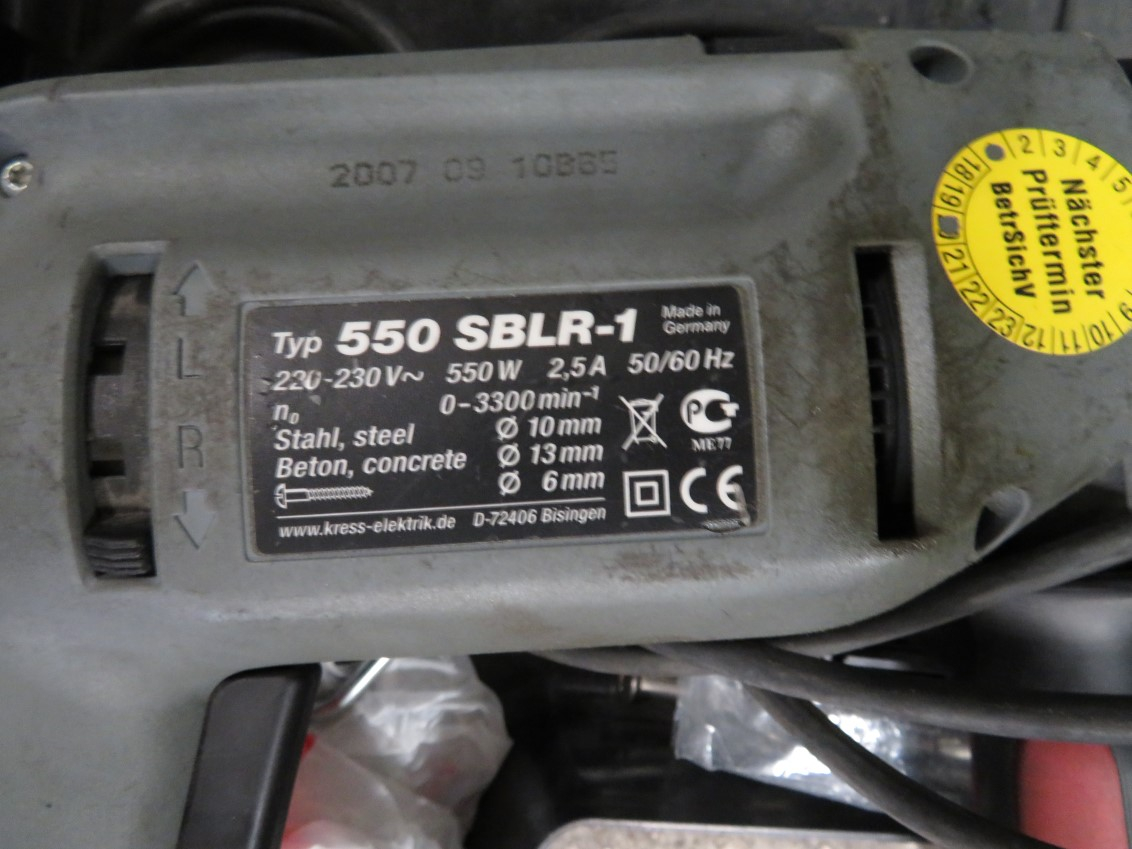 2007 09 10865
L
R
Typ 550 SBLR-1
Made in
Germany
220-230 V~ 550 W 2,5 A 50/60 Hz
n₀ 0-3300 min⁻¹
Stahl, steel Ø 10 mm
Beton, concrete Ø 13 mm
Ø 6 mm
ME77
CE
www.kress-elektrik.de D-72406 Bisingen
Nächster
Prüftermin
BetrSichV
2 3 4 5
9 10 11 12
18 19 21 22 23